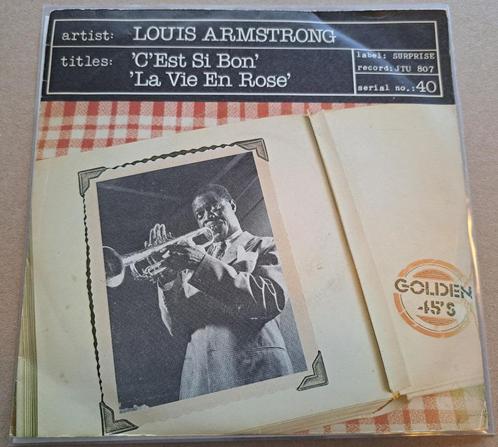 artist: LOUIS ARMSTRONG
titles: 'C'Est Si Bon'
'La Vie En Rose'
label: SURPRISE
record: JTU 807
serial no.: 40
GOLDEN
45'S